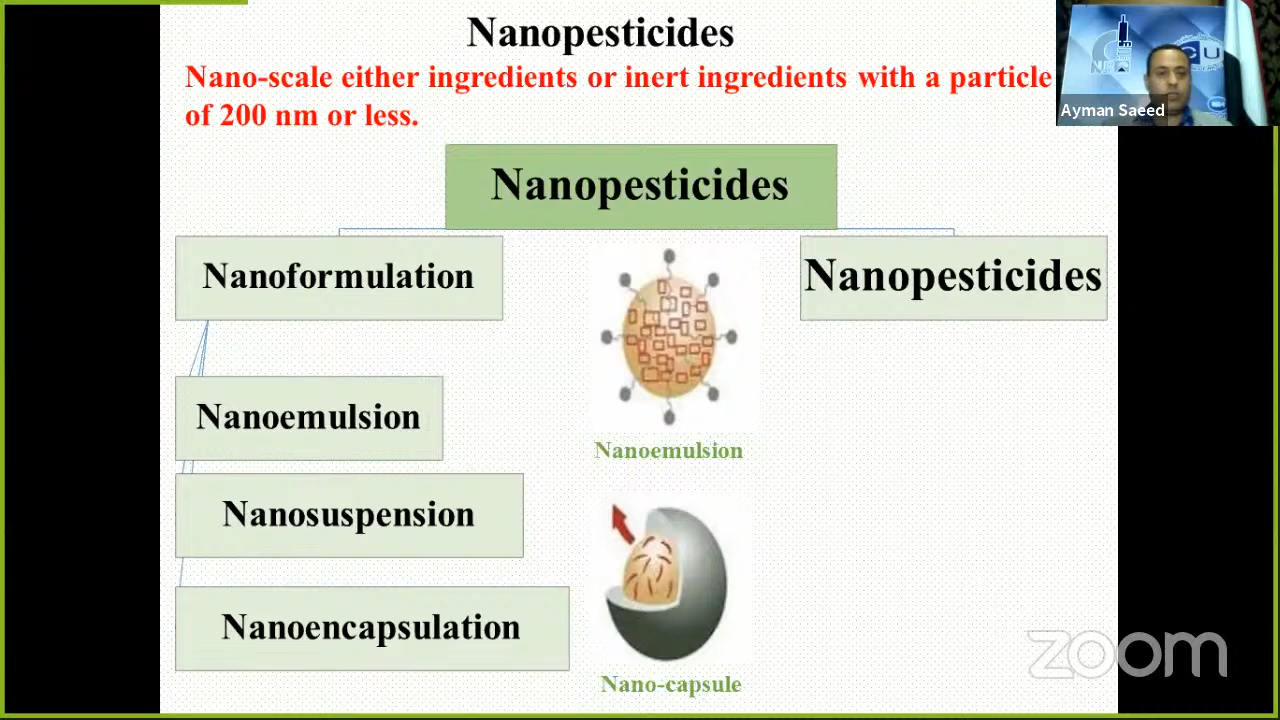 Nanopesticides
Nano-scale either ingredients or inert ingredients with a particle
of 200 nm or less.
Ayman Saeed
Nanopesticides
Nanoformulation
Nanopesticides
Nanoemulsion
Nanoemulsion
Nanosuspension
Nanoencapsulation
Nano-capsule
zoom